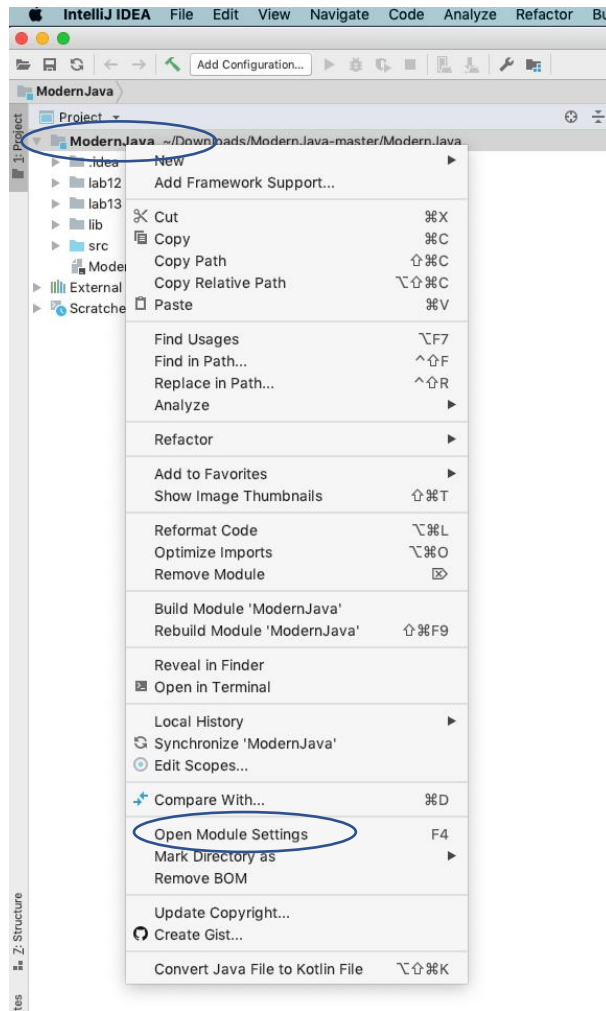 IntelliJ IDEA File Edit View Navigate Code Analyze Refactor Bu
Add Configuration...
ModernJava
1: Project
Project
ModernJava ~/Downloads/ModernJava-master/ModernJava
.idea
lab12
lab13
lib
src
Moder
External
Scratche
New
Add Framework Support...
Cut ⌘X
Copy ⌘C
Copy Path ⇧⌘C
Copy Relative Path ⌥⇧⌘C
Paste ⌘V
Find Usages ⌥F7
Find in Path... ^⇧F
Replace in Path... ^⇧R
Analyze
Refactor
Add to Favorites
Show Image Thumbnails ⇧⌘T
Reformat Code ⌥⌘L
Optimize Imports ⌥⌘O
Remove Module ⌦
Build Module 'ModernJava'
Rebuild Module 'ModernJava' ⇧⌘F9
Reveal in Finder
Open in Terminal
Local History
Synchronize 'ModernJava'
Edit Scopes...
Compare With... ⌘D
Open Module Settings F4
Mark Directory as
Remove BOM
Update Copyright...
Create Gist...
Convert Java File to Kotlin File ⌥⇧⌘K
Z: Structure
tes